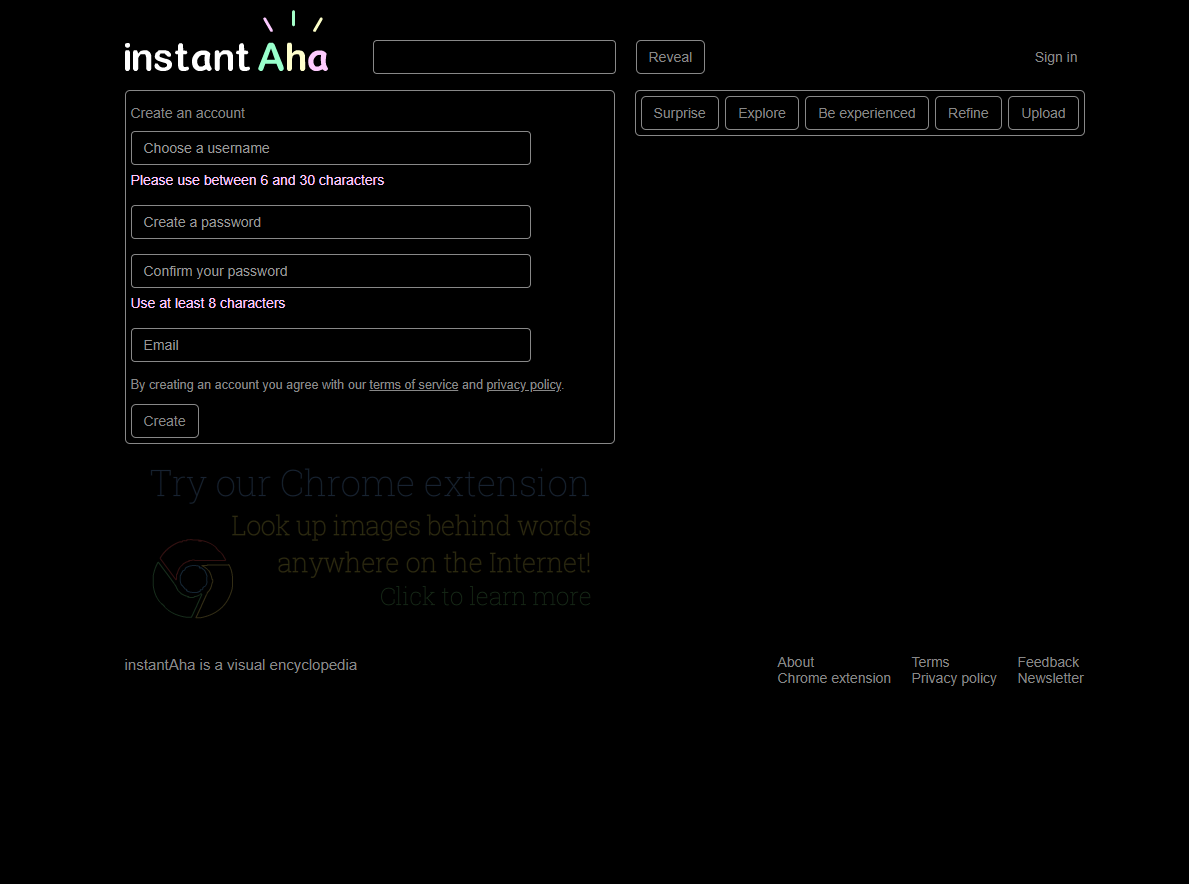 instant Aha
Reveal
Sign in
Create an account
Choose a username
Please use between 6 and 30 characters
Create a password
Confirm your password
Use at least 8 characters
Email
By creating an account you agree with our terms of service and privacy policy.
Create
Surprise
Explore
Be experienced
Refine
Upload
Try our Chrome extension
Look up images behind words
anywhere on the Internet!
Click to learn more
instantAha is a visual encyclopedia
About
Chrome extension
Terms
Privacy policy
Feedback
Newsletter